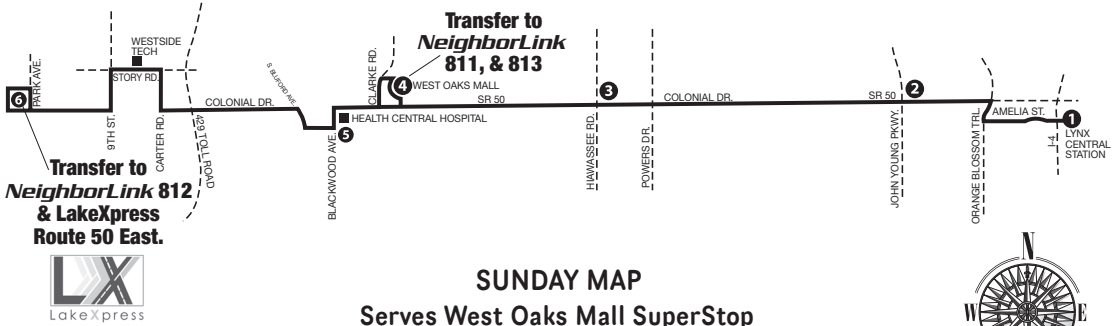 Transfer to
NeighborLink
811, & 813
WESTSIDE
TECH
STORY RD.
PARK AVE.
9TH ST.
CARTER RD.
429 TOLL ROAD
COLONIAL DR.
S. BLUFORD AVE.
CLARKE RD.
4
WEST OAKS MALL
SR 50
HEALTH CENTRAL HOSPITAL
5
BLACKWOOD AVE.
3
HIAWASSEE RD.
POWERS DR.
COLONIAL DR.
SR 50
2
JOHN YOUNG PKWY.
ORANGE BLOSSOM TRL.
AMELIA ST.
I-4
1
LYNX
CENTRAL
STATION
6
Transfer to
NeighborLink 812
& LakeXpress
Route 50 East.
LX
LakeXpress
SUNDAY MAP
Serves West Oaks Mall SuperStop
N
W
E